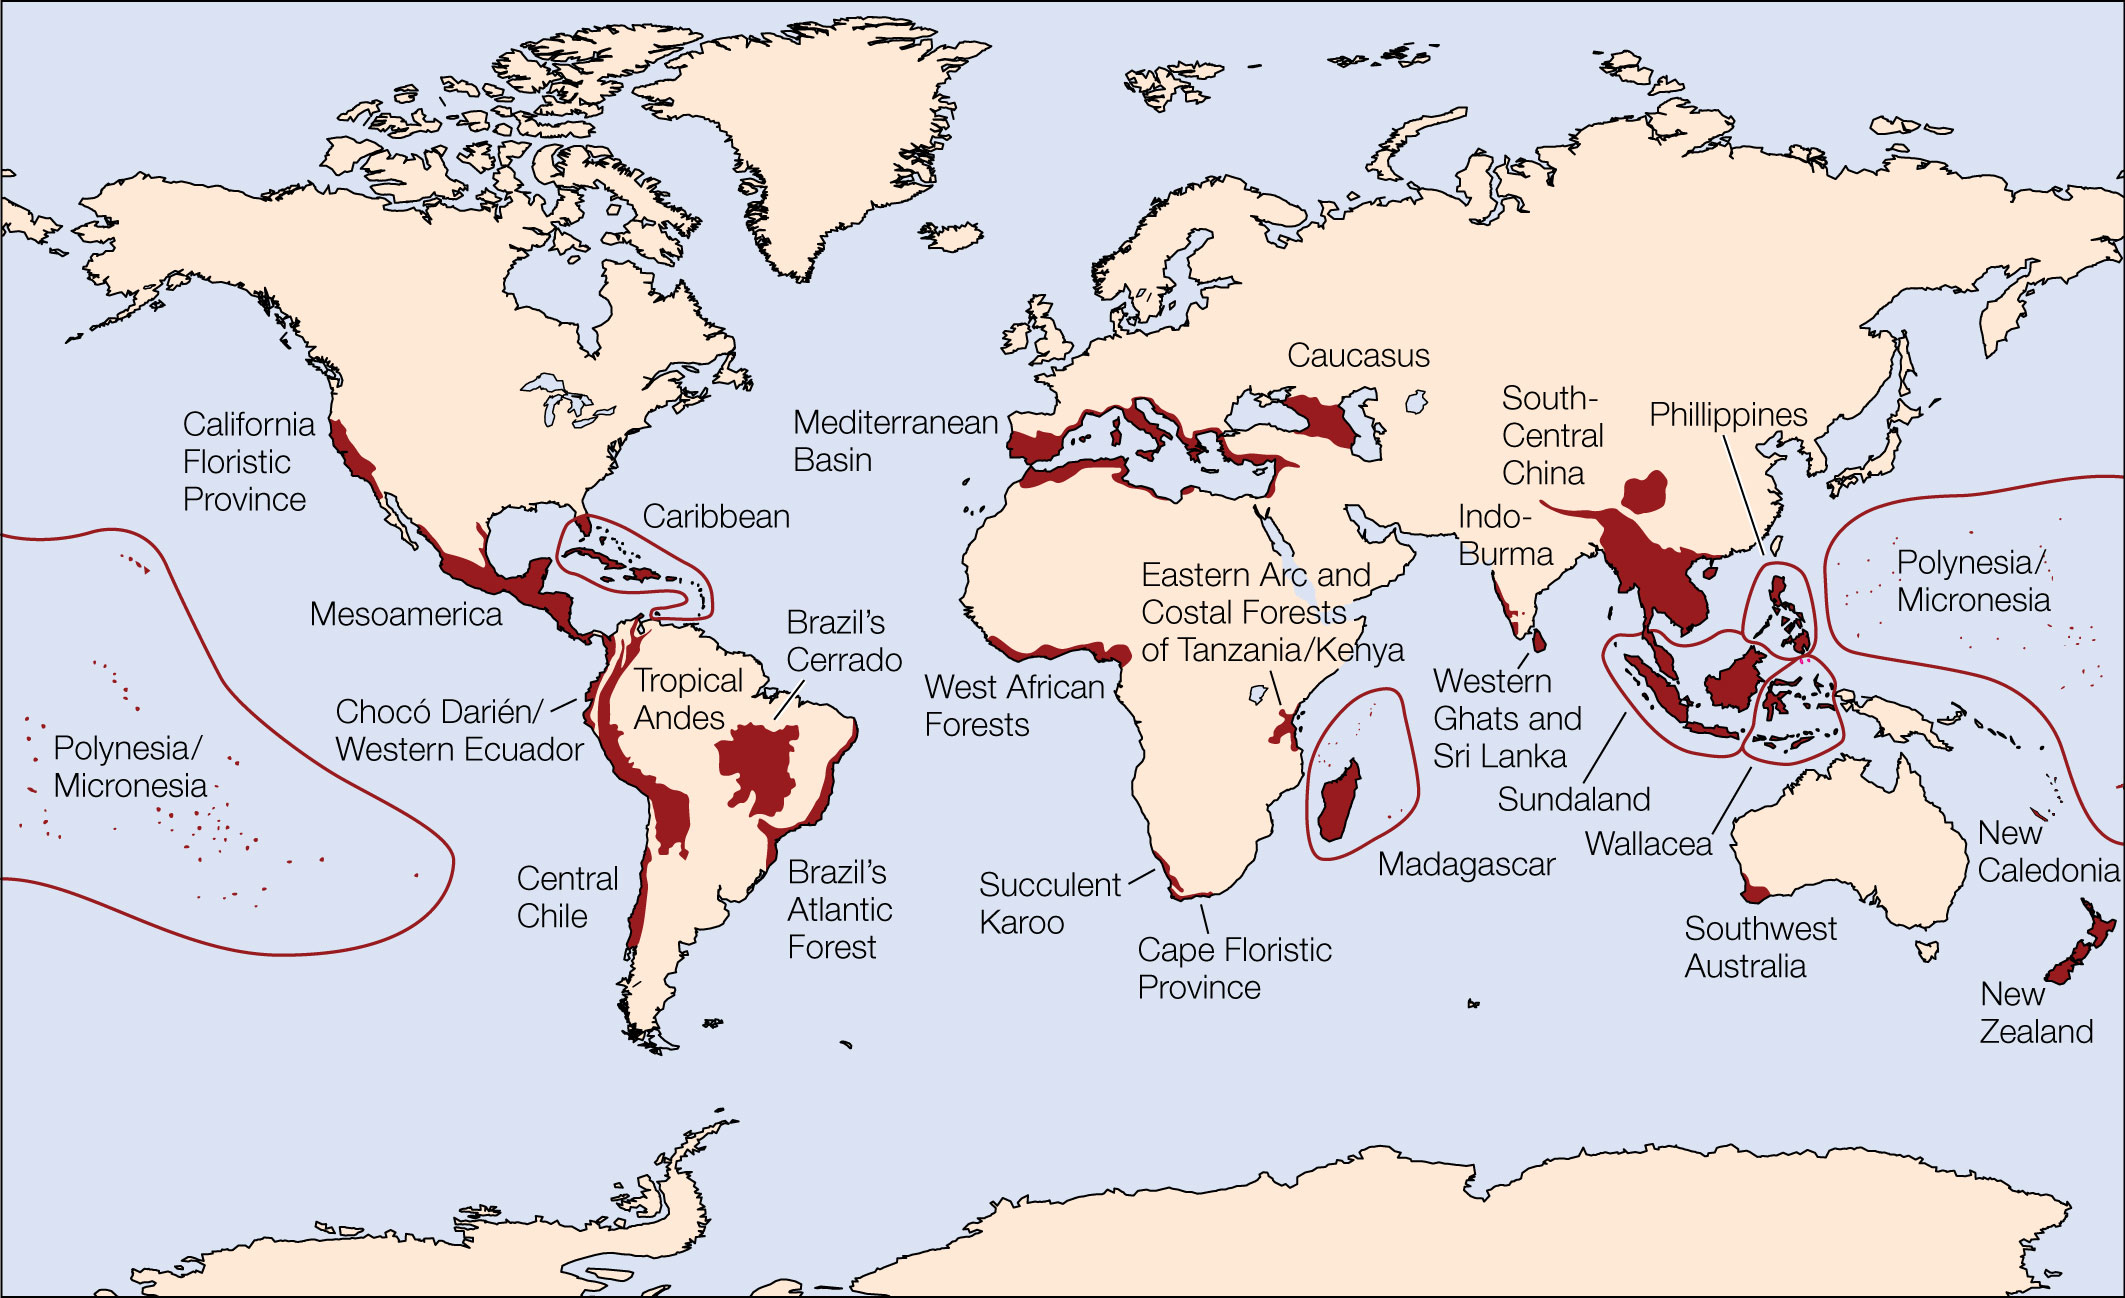 Caucasus
South-
Central
China
Phillippines
California
Floristic
Province
Mediterranean
Basin
Caribbean
Indo-
Burma
Polynesia/
Micronesia
Eastern Arc and
Costal Forests
of Tanzania/Kenya
Mesoamerica
Brazil's
Cerrado
Tropical
Andes
West African
Forests
Western
Ghats and
Sri Lanka
Chocó Darién/
Western Ecuador
Polynesia/
Micronesia
Sundaland
Wallacea
New
Caledonia
Madagascar
Central
Chile
Brazil's
Atlantic
Forest
Succulent
Karoo
Cape Floristic
Province
Southwest
Australia
New
Zealand